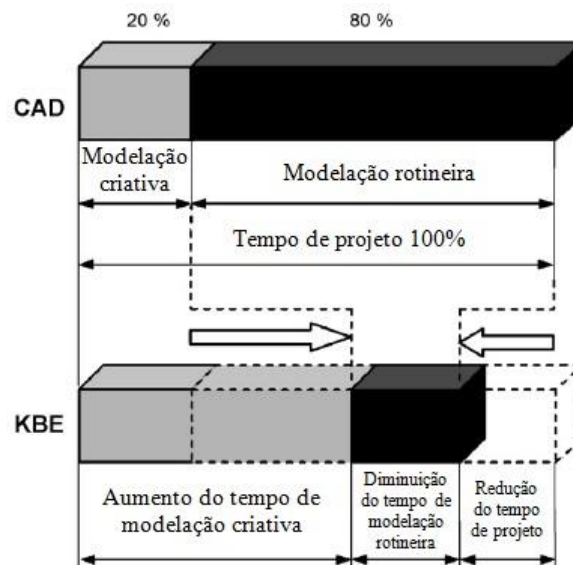 20 %
80 %
CAD
Modelação
criativa
Modelação rotineira
Tempo de projeto 100%
KBE
Aumento do tempo de
modelação criativa
Diminuição
do tempo de
modelação
rotineira
Redução
do tempo
de projeto